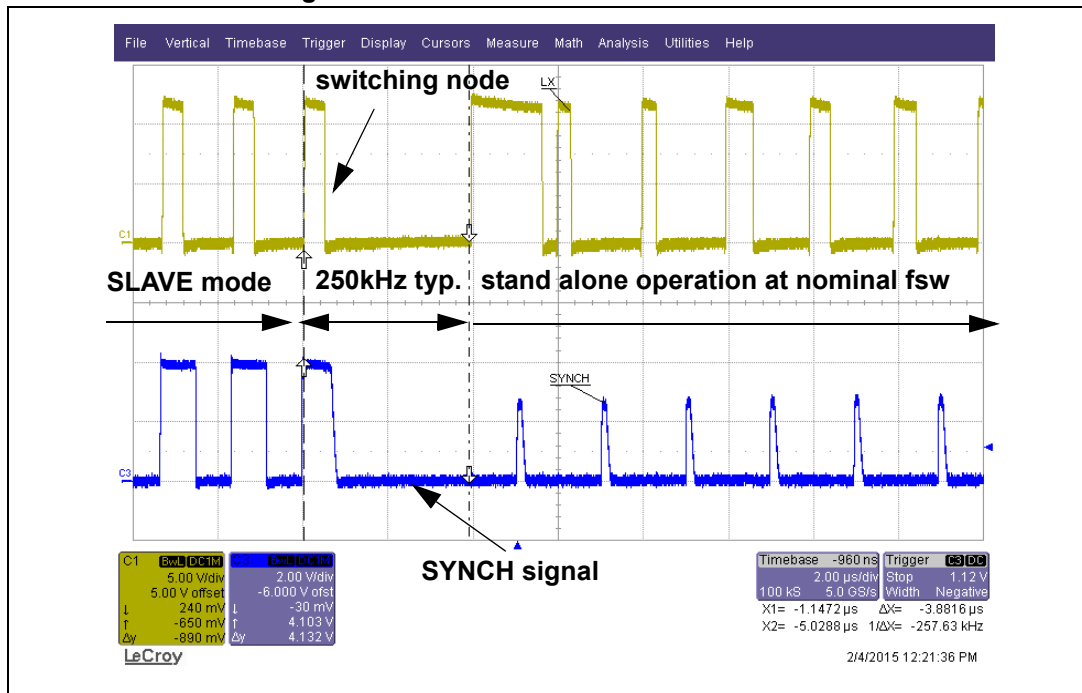 File Vertical Timebase Trigger Display Cursors Measure Math Analysis Utilities Help
switching node
LX
C1
SLAVE mode
250kHz typ.
stand alone operation at nominal fsw
SYNCH
C3
SYNCH signal
C1 BwL DC1M
5.00 V/div
5.00 V offset
↓ 240 mV
↑ -650 mV
Δy -890 mV
BwL DC1M
2.00 V/div
-6.000 V ofst
↓ -30 mV
↑ 4.103 V
Δy 4.132 V
Timebase -960 ns
2.00 µs/div
100 kS 5.0 GS/s
Trigger C3 DC
Stop 1.12 V
Width Negative
X1= -1.1472 µs ΔX= -3.8816 µs
X2= -5.0288 µs 1/ΔX= -257.63 kHz
LeCroy
2/4/2015 12:21:36 PM